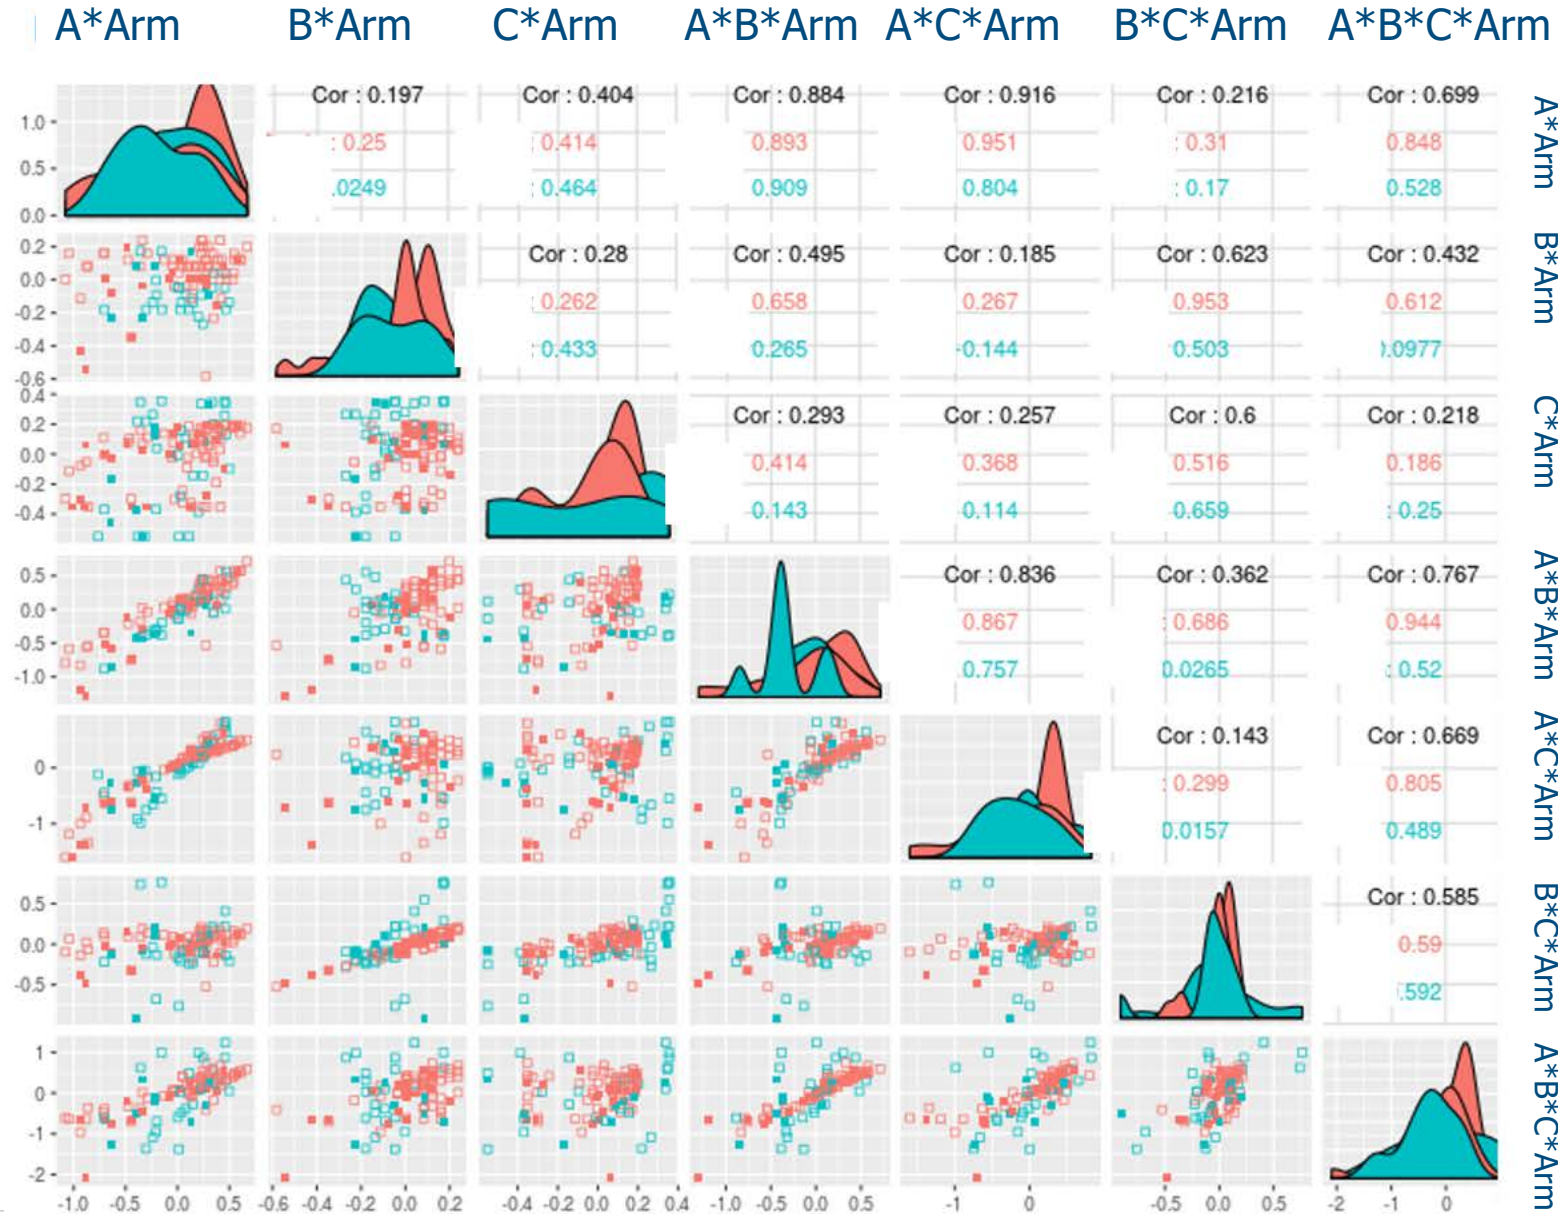 A*Arm B*Arm C*Arm A*B*Arm A*C*Arm B*C*Arm A*B*C*Arm
Cor : 0.197 Cor : 0.404 Cor : 0.884 Cor : 0.916 Cor : 0.216 Cor : 0.699
: 0.25 : 0.414 0.893 0.951 : 0.31 0.848
.0249 : 0.464 0.909 0.804 : 0.17 0.528
1.0
0.5
0.0
A*Arm
Cor : 0.28 Cor : 0.495 Cor : 0.185 Cor : 0.623 Cor : 0.432
: 0.262 0.658 0.267 0.953 0.612
: 0.433 0.265 -0.144 0.503 0.0977
0.2
0.0
-0.2
-0.4
-0.6
B*Arm
Cor : 0.293 Cor : 0.257 Cor : 0.6 Cor : 0.218
0.414 0.368 0.516 0.186
0.143 0.114 0.659 : 0.25
0.4
0.2
0.0
-0.2
-0.4
C*Arm
Cor : 0.836 Cor : 0.362 Cor : 0.767
0.867 : 0.686 0.944
0.757 0.0265 : 0.52
0.5
0.0
-0.5
-1.0
A*B*Arm
Cor : 0.143 Cor : 0.669
: 0.299 0.805
0.0157 0.489
0
-1
A*C*Arm
Cor : 0.585
0.59
.592
0.5
0.0
-0.5
B*C*Arm
1
0
-1
-2
A*B*C*Arm
-1.0 -0.5 0.0 0.5 -0.6 -0.4 -0.2 0.0 0.2 -0.4 -0.2 0.0 0.2 0.4 -1.0 -0.5 0.0 0.5 -1 0 -0.5 0.0 0.5 -2 -1 0